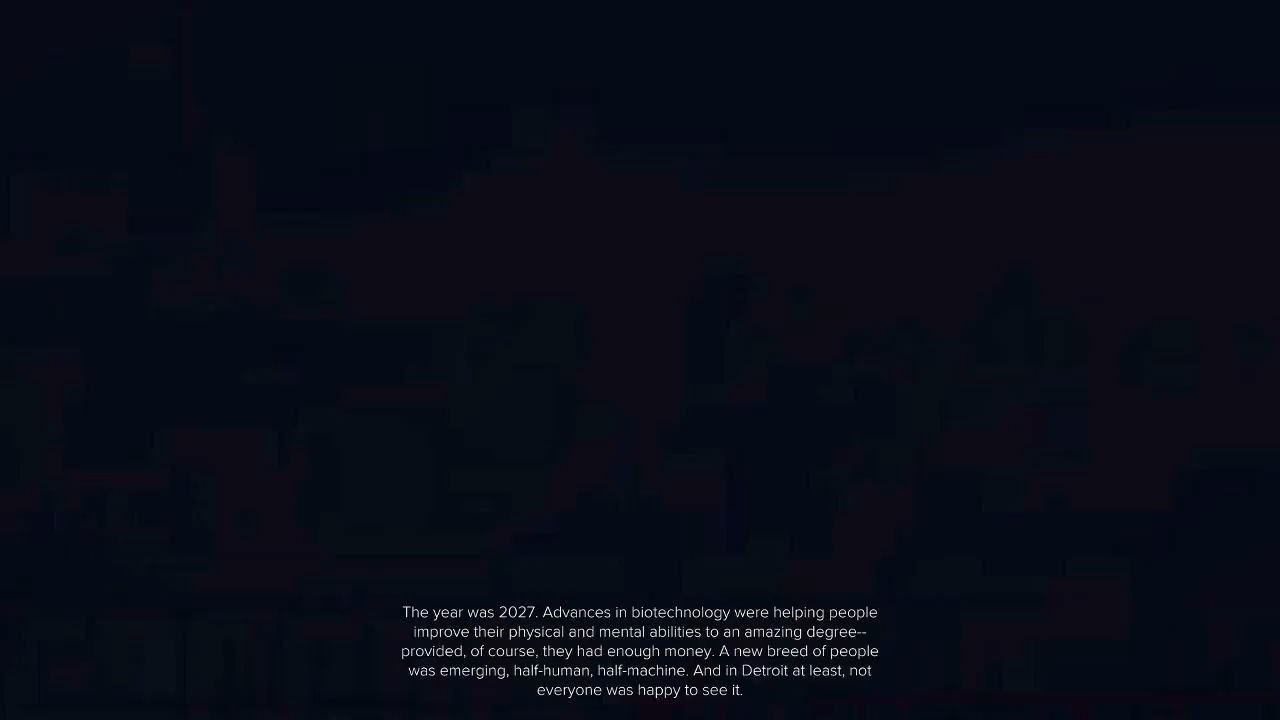 The year was 2027. Advances in biotechnology were helping people
improve their physical and mental abilities to an amazing degree--
provided, of course, they had enough money. A new breed of people
was emerging, half-human, half-machine. And in Detroit at least, not
everyone was happy to see it.